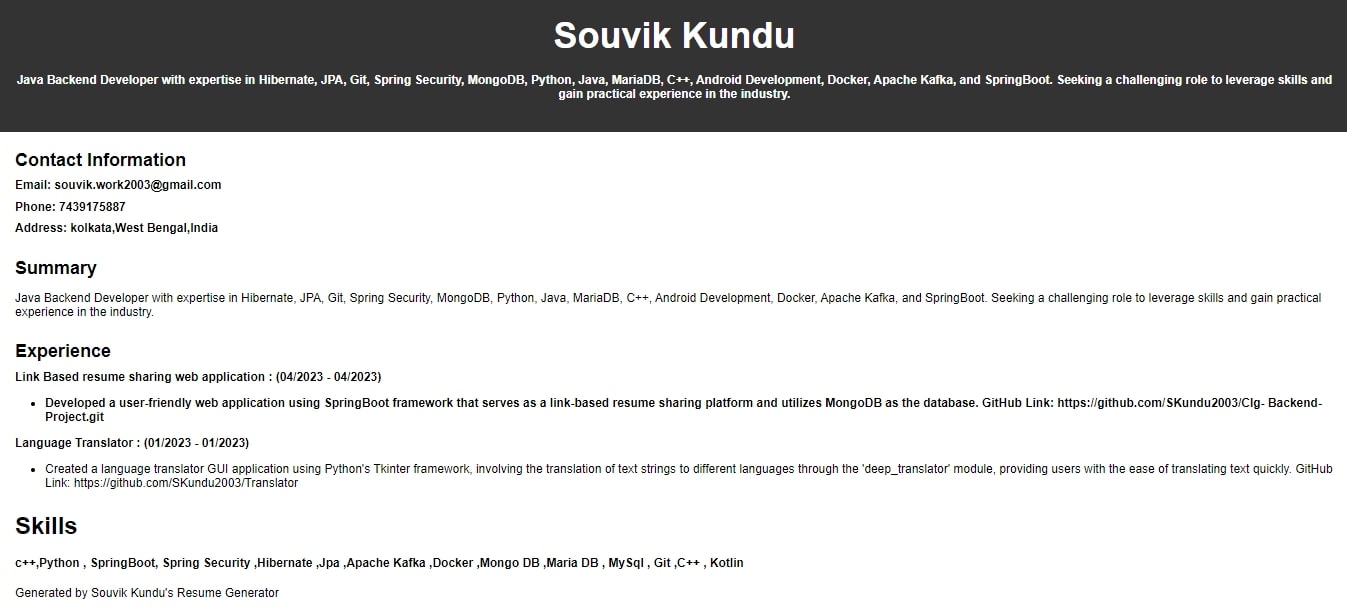 Souvik Kundu
Java Backend Developer with expertise in Hibernate, JPA, Git, Spring Security, MongoDB, Python, Java, MariaDB, C++, Android Development, Docker, Apache Kafka, and SpringBoot. Seeking a challenging role to leverage skills and
gain practical experience in the industry.
Contact Information
Email: souvik.work2003@gmail.com
Phone: 7439175887
Address: kolkata,West Bengal,India
Summary
Java Backend Developer with expertise in Hibernate, JPA, Git, Spring Security, MongoDB, Python, Java, MariaDB, C++, Android Development, Docker, Apache Kafka, and SpringBoot. Seeking a challenging role to leverage skills and gain practical
experience in the industry.
Experience
Link Based resume sharing web application : (04/2023 - 04/2023)
• Developed a user-friendly web application using SpringBoot framework that serves as a link-based resume sharing platform and utilizes MongoDB as the database. GitHub Link: https://github.com/SKundu2003/Clg- Backend-
Project.git
Language Translator : (01/2023 - 01/2023)
• Created a language translator GUI application using Python's Tkinter framework, involving the translation of text strings to different languages through the 'deep_translator' module, providing users with the ease of translating text quickly. GitHub
Link: https://github.com/SKundu2003/Translator
Skills
c++,Python , SpringBoot, Spring Security ,Hibernate ,Jpa ,Apache Kafka ,Docker ,Mongo DB ,Maria DB , MySql , Git ,C++ , Kotlin
Generated by Souvik Kundu's Resume Generator